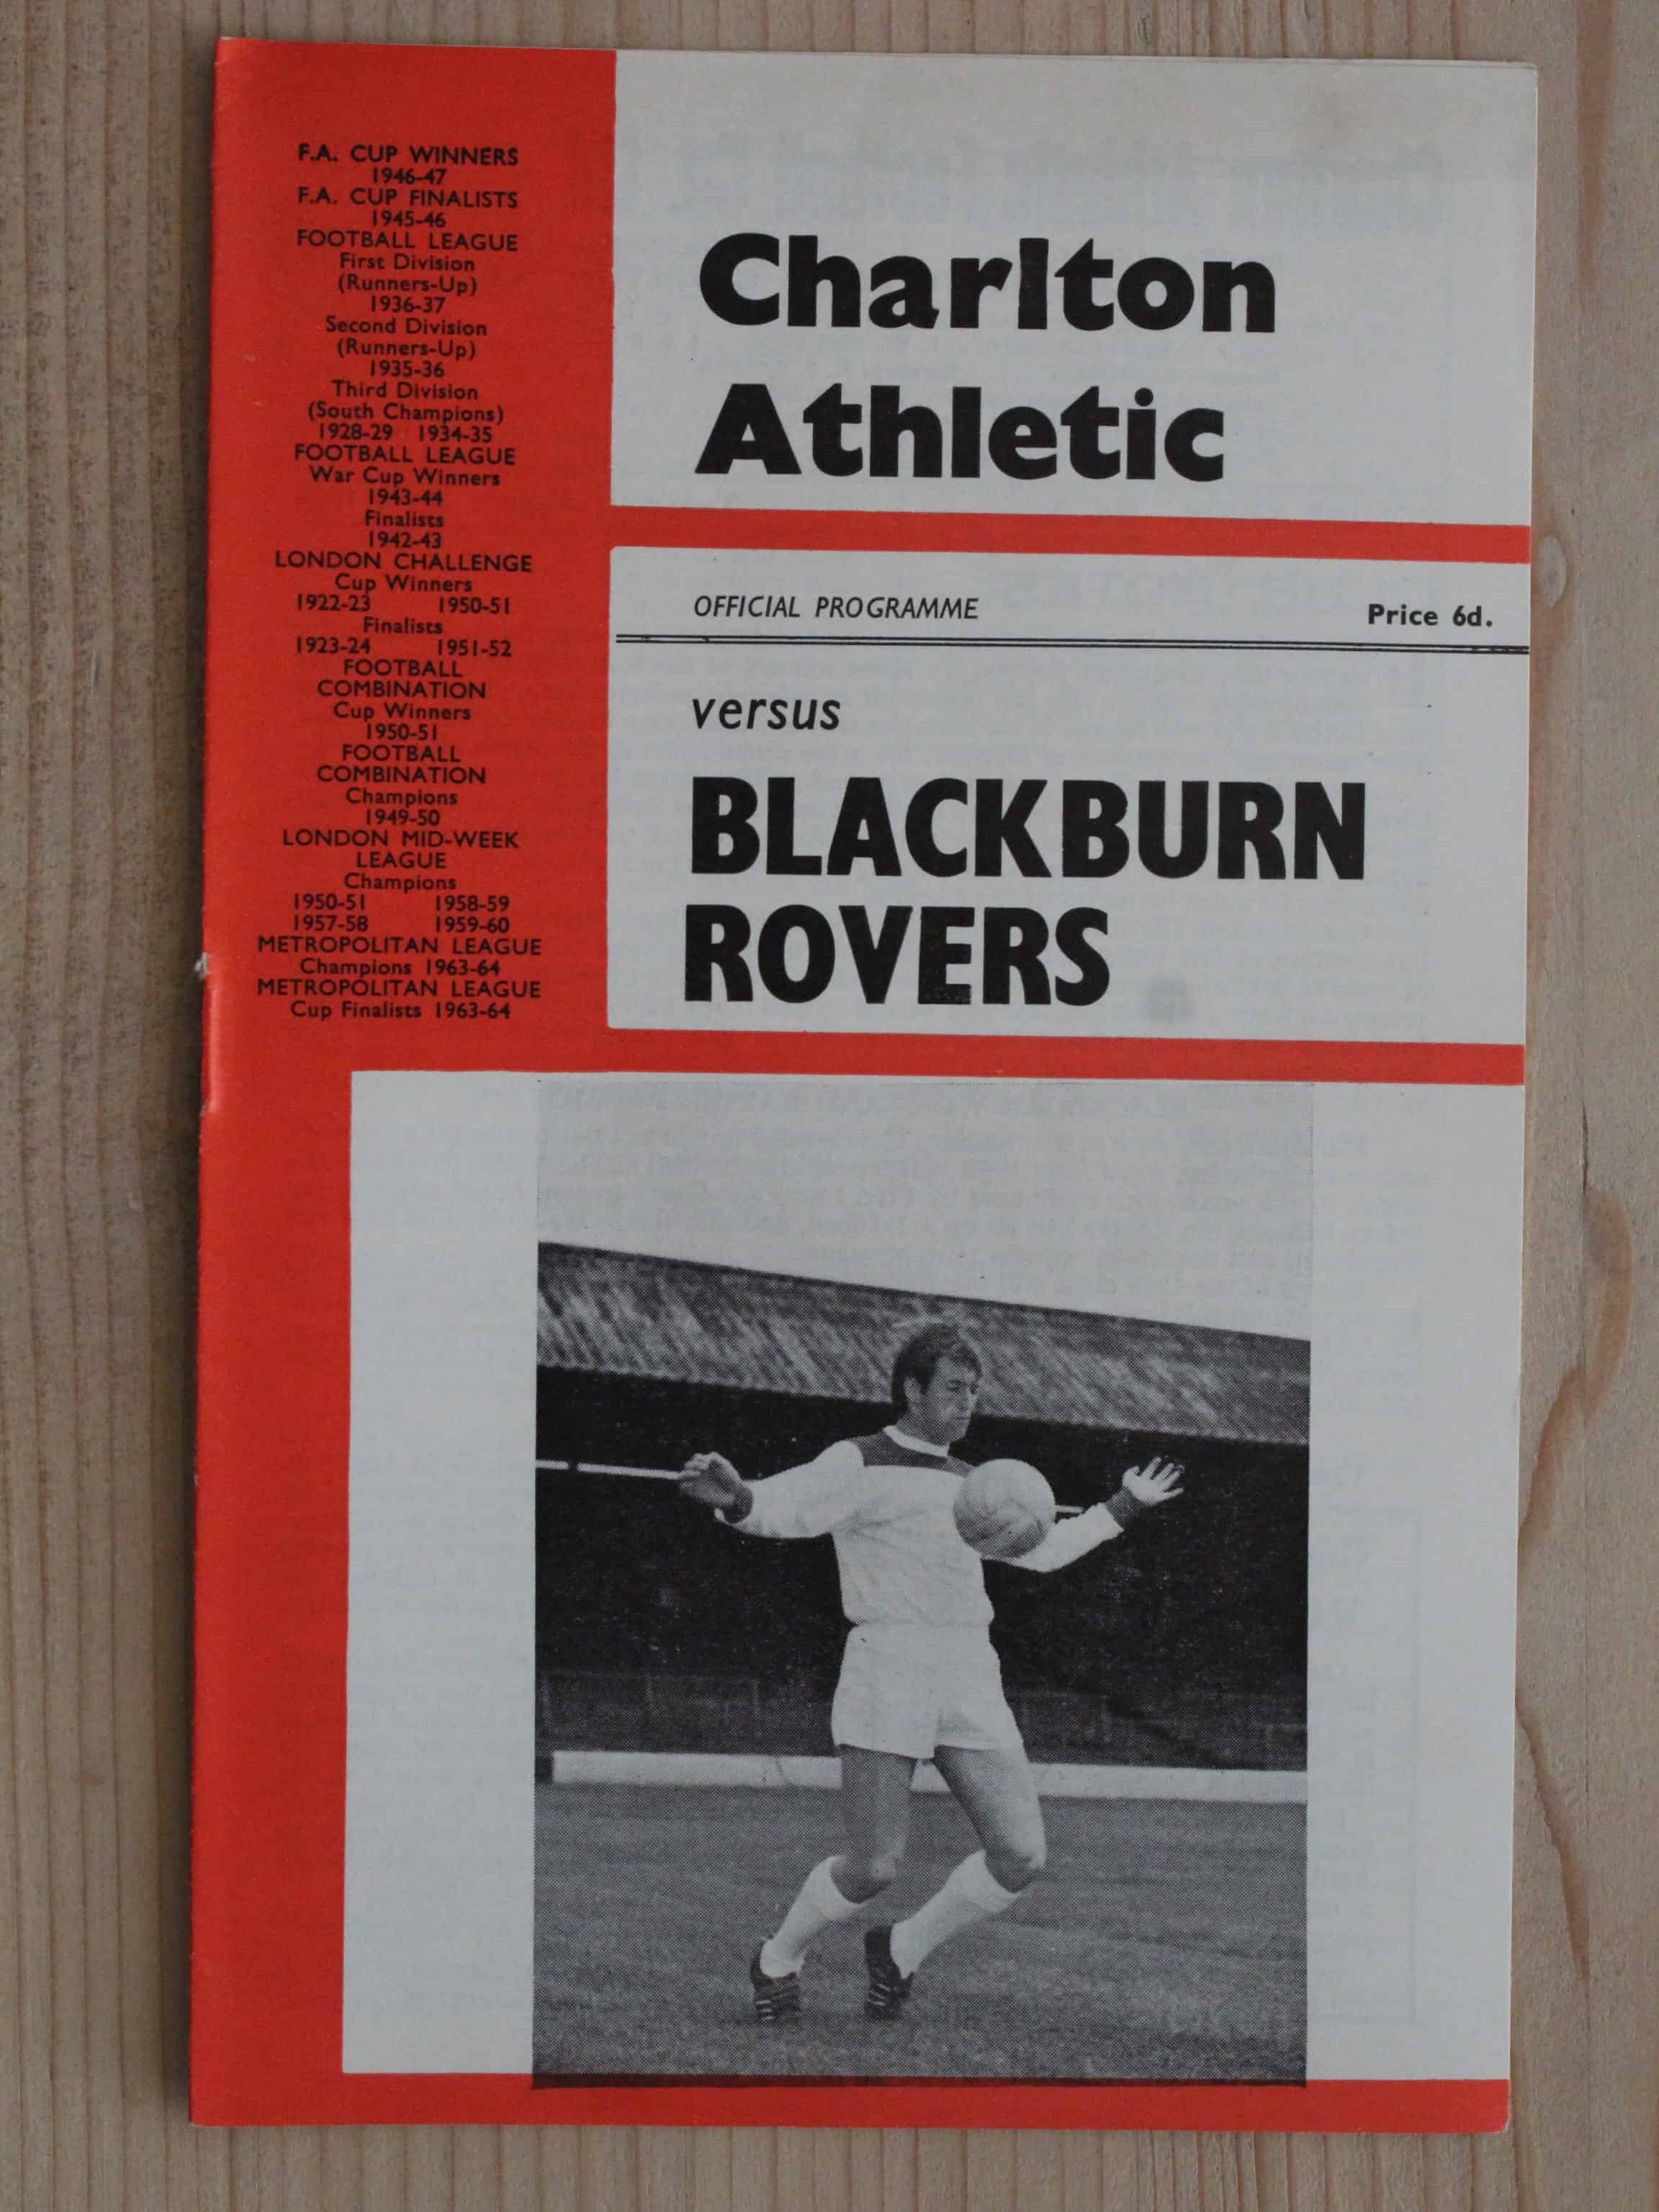 F.A. CUP WINNERS
1946-47
F.A. CUP FINALISTS
1945-46
FOOTBALL LEAGUE
First Division
(Runners-Up)
1936-37
Second Division
(Runners-Up)
1935-36
Third Division
(South Champions)
1928-29 1934-35
FOOTBALL LEAGUE
War Cup Winners
1943-44
Finalists
1942-43
LONDON CHALLENGE
Cup Winners
1922-23 1950-51
Finalists
1923-24 1951-52
FOOTBALL
COMBINATION
Cup Winners
1950-51
FOOTBALL
COMBINATION
Champions
1949-50
LONDON MID-WEEK
LEAGUE
Champions
1950-51 1958-59
1957-58 1959-60
METROPOLITAN LEAGUE
Champions 1963-64
METROPOLITAN LEAGUE
Cup Finalists 1963-64
Charlton
Athletic
OFFICIAL PROGRAMME Price 6d.
versus
BLACKBURN
ROVERS